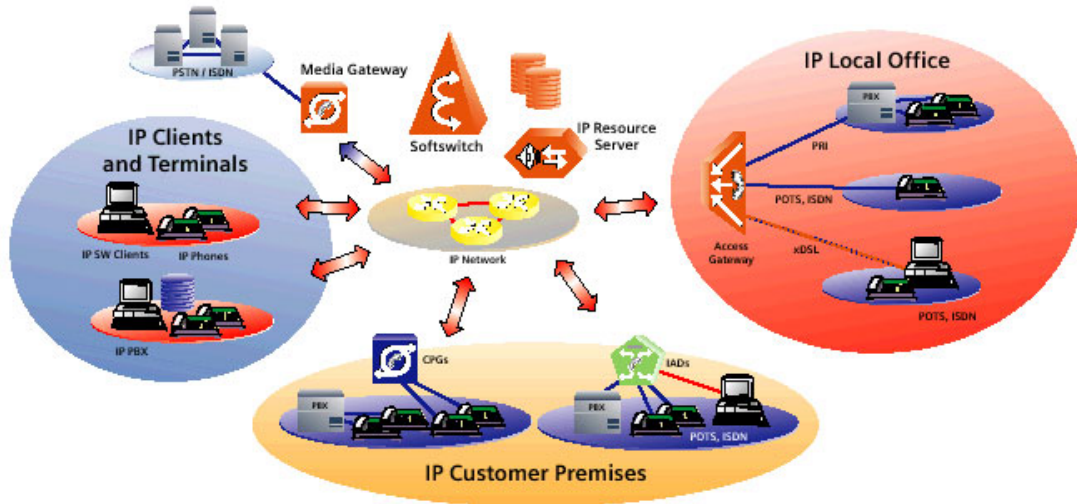 PSTN / ISDN
Media Gateway
Softswitch
IP Resource
Server
IP Local Office
PBX
PRI
POTS, ISDN
Access
Gateway
xDSL
POTS, ISDN
IP Clients
and Terminals
IP SW Clients
IP Phones
IP PBX
IP Network
CPGs
PBX
IADs
PBX
POTS, ISDN
IP Customer Premises